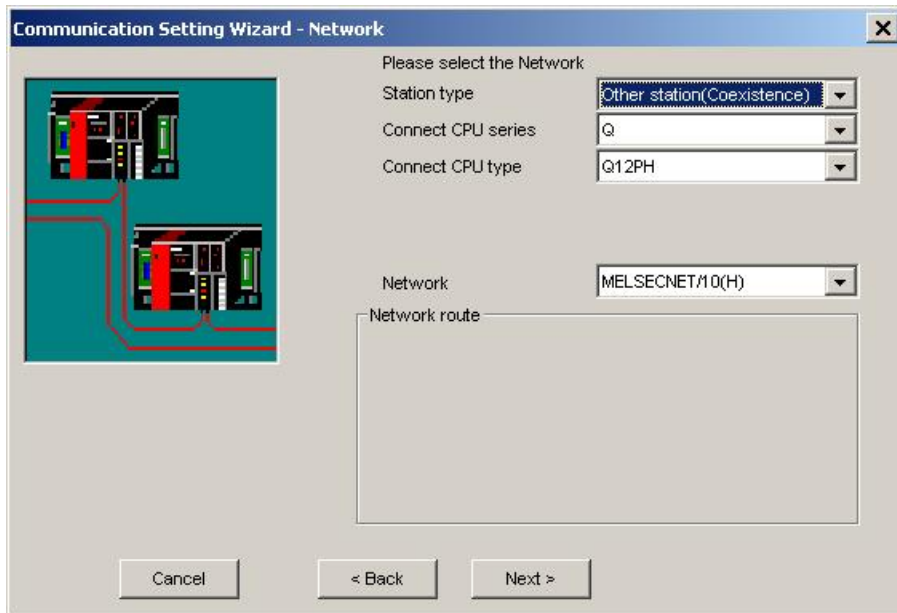 Communication Setting Wizard - Network
Please select the Network
Station type Other station(Coexistence)
Connect CPU series Q
Connect CPU type Q12PH
Network MELSECNET/10(H)
Network route
Cancel < Back Next >